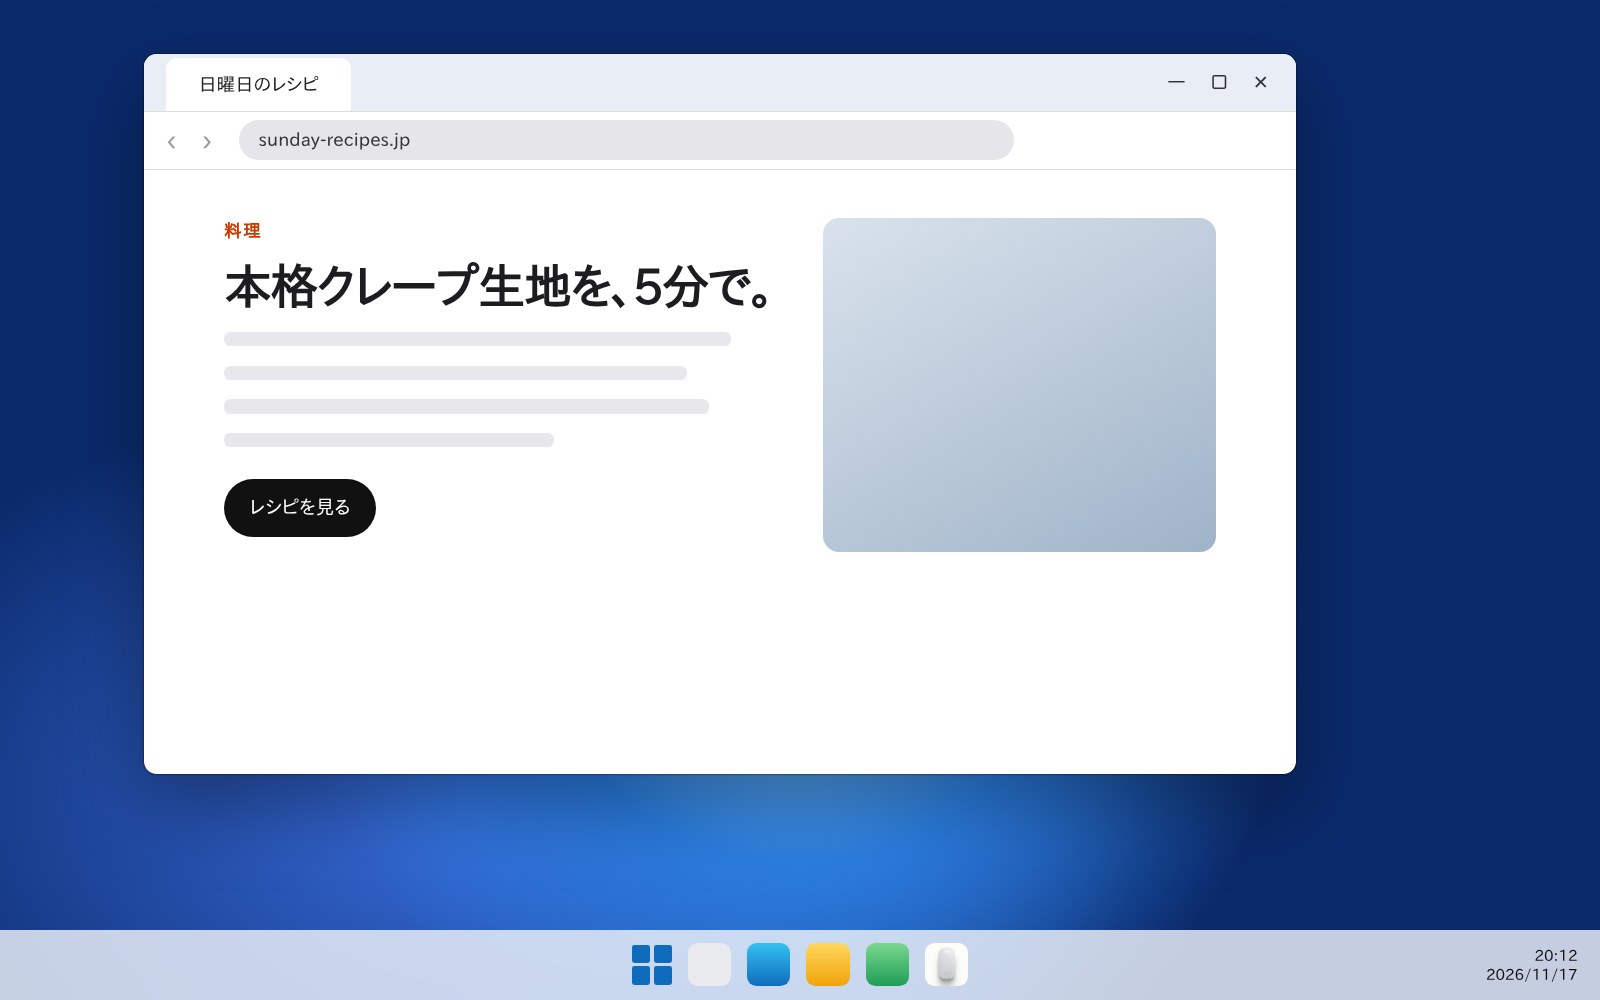 日曜日のレシピ
sunday-recipes.jp
料理
本格クレープ生地を、5分で。
レシピを見る
20:12
2026/11/17